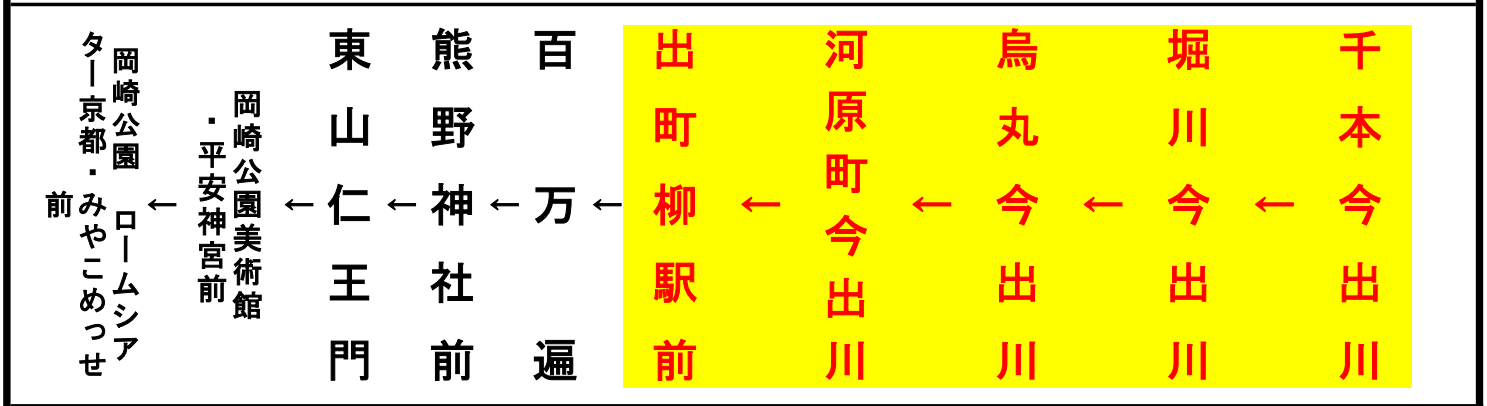 千本今出川
←
堀川今出川
←
烏丸今出川
←
河原町今出川
←
出町柳駅前
←
百万遍
←
熊野神社前
←
東山仁王門
←
岡崎公園美術館
・平安神宮前
←
岡崎公園 ロームシア
ター京都・みやこめっせ
前